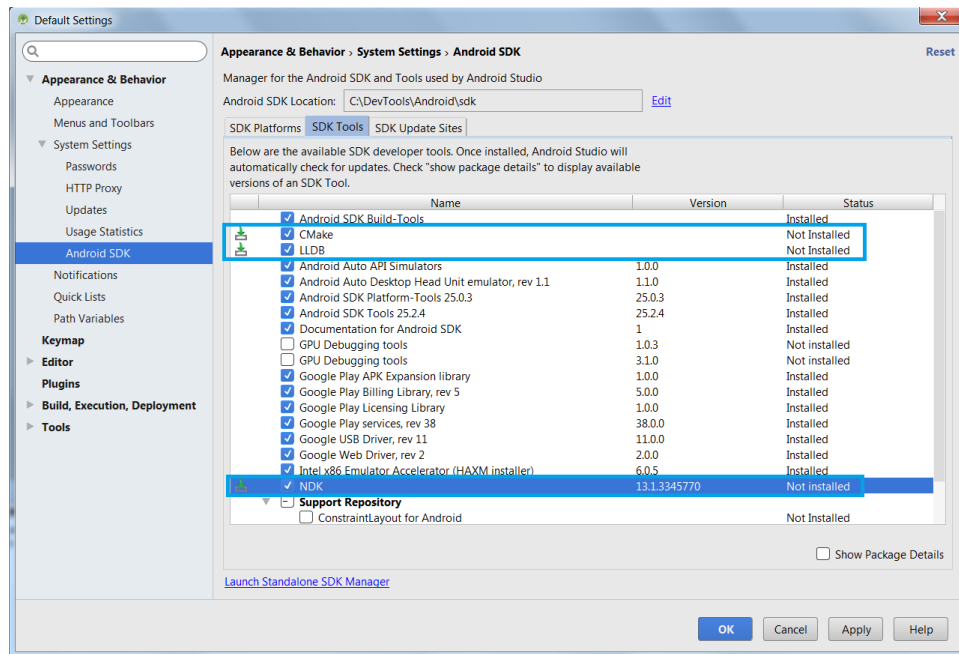 Default Settings
Appearance & Behavior › System Settings › Android SDK
Reset
Appearance & Behavior
Appearance
Menus and Toolbars
System Settings
Passwords
HTTP Proxy
Updates
Usage Statistics
Android SDK
Notifications
Quick Lists
Path Variables
Keymap
Editor
Plugins
Build, Execution, Deployment
Tools
Manager for the Android SDK and Tools used by Android Studio
Android SDK Location: C:\DevTools\Android\sdk Edit
SDK Platforms SDK Tools SDK Update Sites
Below are the available SDK developer tools. Once installed, Android Studio will
automatically check for updates. Check "show package details" to display available
versions of an SDK Tool.
Name Version Status
Android SDK Build-Tools Installed
CMake Not Installed
LLDB Not Installed
Android Auto API Simulators 1.0.0 Installed
Android Auto Desktop Head Unit emulator, rev 1.1 1.1.0 Installed
Android SDK Platform-Tools 25.0.3 25.0.3 Installed
Android SDK Tools 25.2.4 25.2.4 Installed
Documentation for Android SDK 1 Installed
GPU Debugging tools 1.0.3 Not installed
GPU Debugging tools 3.1.0 Not installed
Google Play APK Expansion library 1.0.0 Installed
Google Play Billing Library, rev 5 5.0.0 Installed
Google Play Licensing Library 1.0.0 Installed
Google Play services, rev 38 38.0.0 Installed
Google USB Driver, rev 11 11.0.0 Installed
Google Web Driver, rev 2 2.0.0 Installed
Intel x86 Emulator Accelerator (HAXM installer) 6.0.5 Installed
NDK 13.1.3345770 Not installed
Support Repository
ConstraintLayout for Android Not Installed
Show Package Details
Launch Standalone SDK Manager
OK Cancel Apply Help